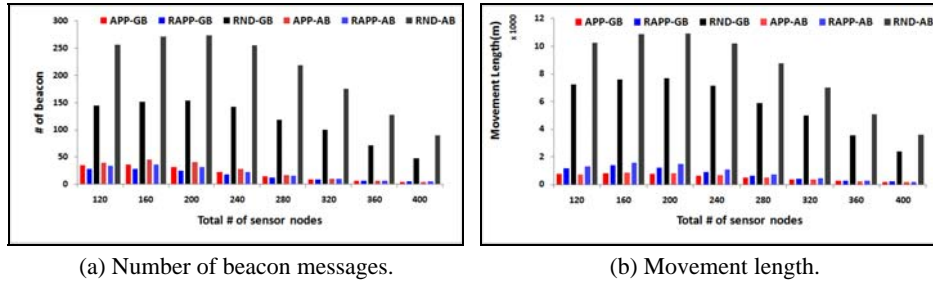 APP-GB RAPP-GB RND-GB APP-AB RAPP-AB RND-AB
300
250
200
150
100
50
0
# of beacon
120 160 200 240 280 320 360 400
Total # of sensor nodes
(a) Number of beacon messages.
APP-GB RAPP-GB RND-GB APP-AB RAPP-AB RND-AB
x 1000
12
10
8
6
4
2
0
Movement Length(m)
120 160 200 240 280 320 360 400
Total # of sensor nodes
(b) Movement length.